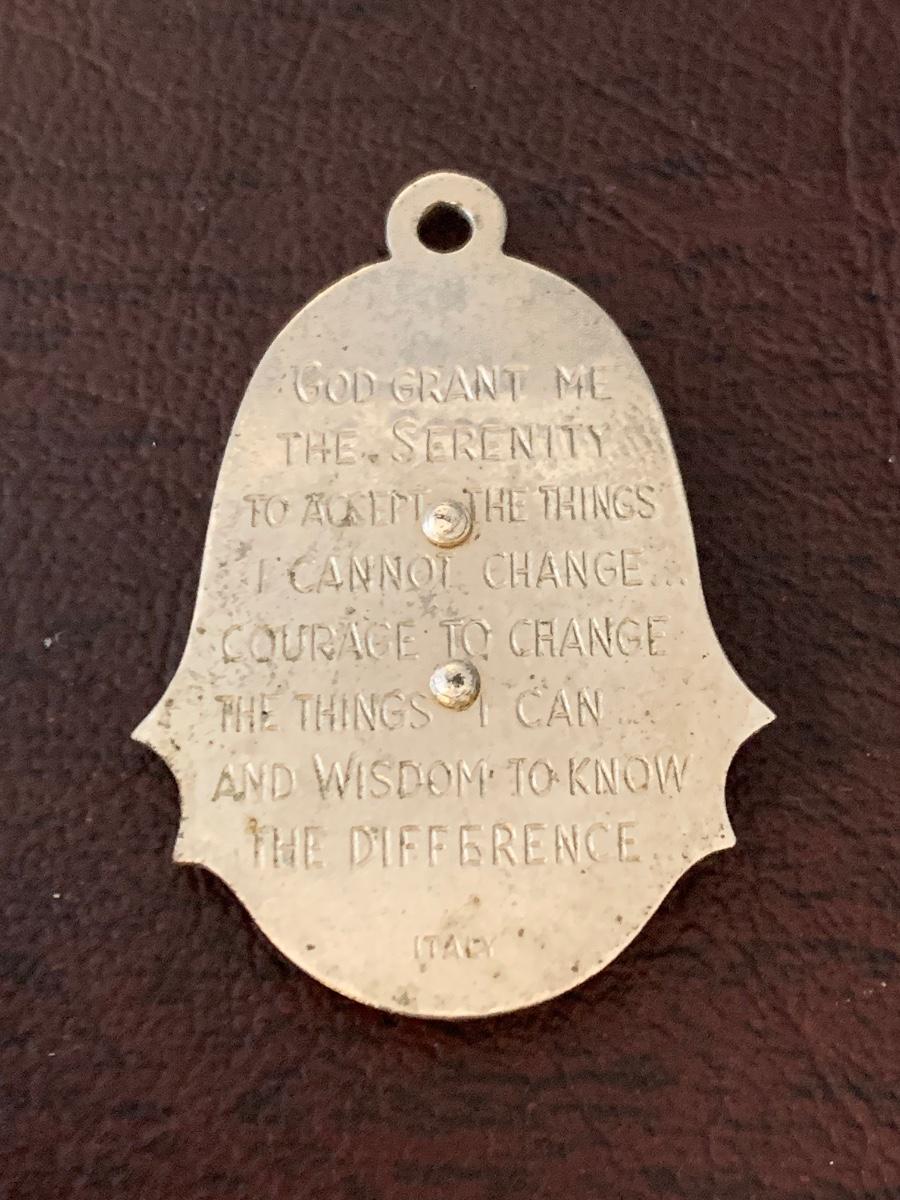 GOD GRANT ME
THE SERENITY
TO ACCEPT THE THINGS
I CANNOT CHANGE...
COURAGE TO CHANGE
THE THINGS I CAN...
AND WISDOM TO KNOW
THE DIFFERENCE
ITALY